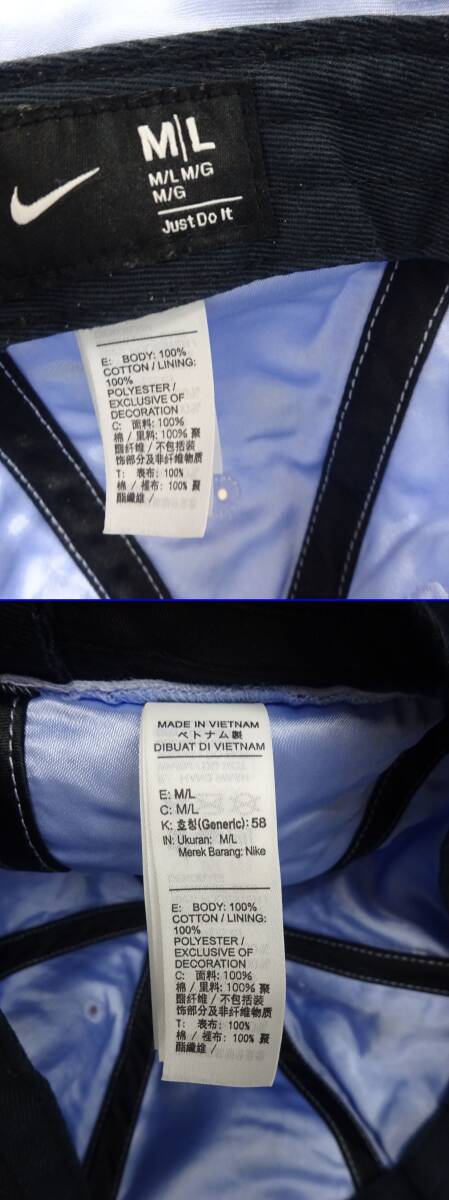 M|L
M/L M/G
M/G
Just Do It
E: BODY: 100%
COTTON / LINING:
100%
POLYESTER /
EXCLUSIVE OF
DECORATION
C: 面料: 100%
棉 / 里料: 100% 聚
酯纤维 / 不包括装
饰部分及非纤维物质
T: 表布: 100%
棉 / 裡布: 100% 聚
酯纖維 /
MADE IN VIETNAM
ベトナム製
DIBUAT DI VIETNAM
E: M/L
C: M/L
K: 호칭(Generic): 58
IN: Ukuran: M/L
Merek Barang: Nike
E: BODY: 100%
COTTON / LINING:
100%
POLYESTER /
EXCLUSIVE OF
DECORATION
C: 面料: 100%
棉 / 里料: 100% 聚
酯纤维 / 不包括装
饰部分及非纤维物质
T: 表布: 100%
棉 / 裡布: 100% 聚
酯纖維 /